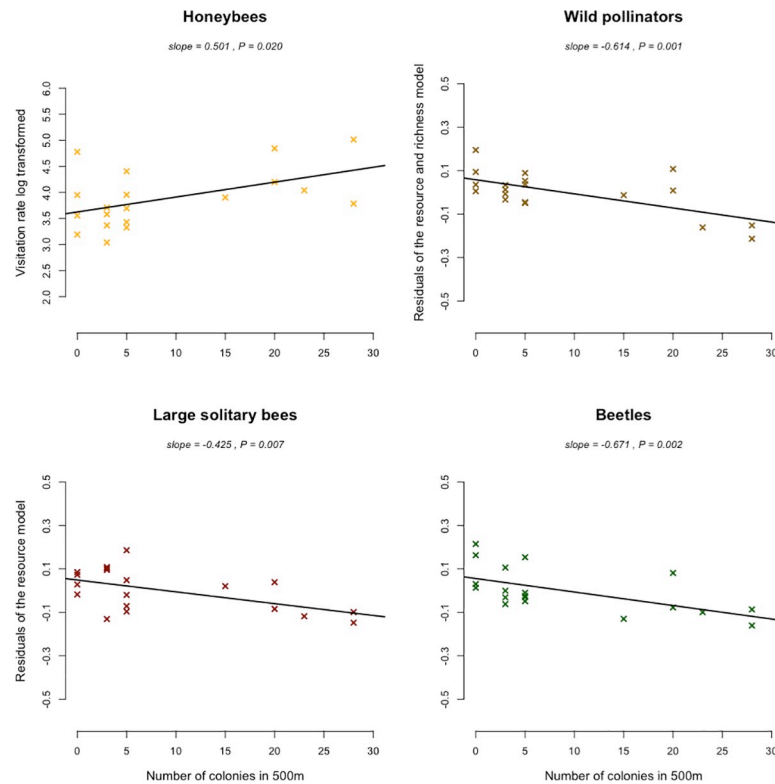 Honeybees
slope = 0.501 , P = 0.020
Visitation rate log transformed
6.0
5.5
5.0
4.5
4.0
3.5
3.0
2.5
2.0
0 5 10 15 20 25 30
Wild pollinators
slope = -0.614 , P = 0.001
Residuals of the resource and richness model
0.5
0.3
0.1
-0.1
-0.3
-0.5
0 5 10 15 20 25 30
Large solitary bees
slope = -0.425 , P = 0.007
Residuals of the resource model
0.5
0.3
0.1
-0.1
-0.3
-0.5
0 5 10 15 20 25 30
Number of colonies in 500m
Beetles
slope = -0.671 , P = 0.002
0.5
0.3
0.1
-0.1
-0.3
-0.5
0 5 10 15 20 25 30
Number of colonies in 500m